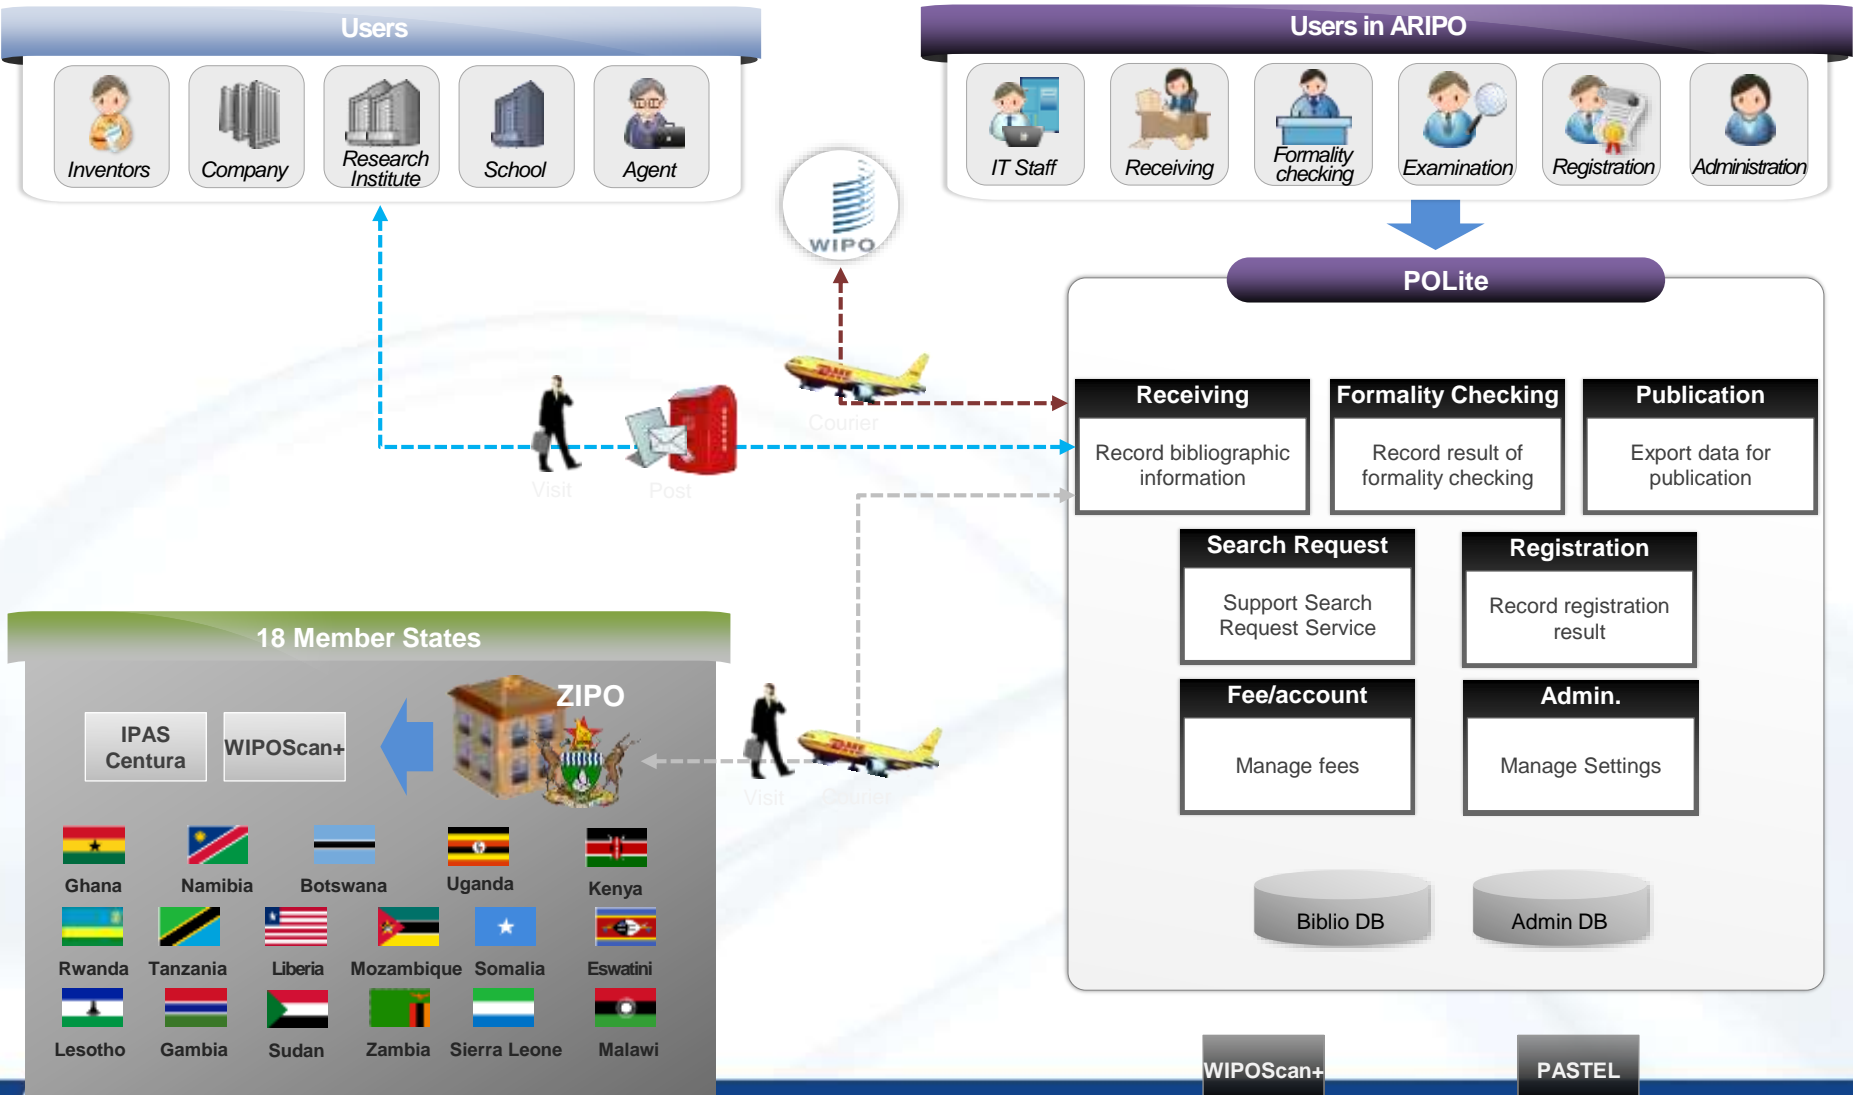 Users
Inventors
Company
Research
Institute
School
Agent
Users in ARIPO
IT Staff
Receiving
Formality
checking
Examination
Registration
Administration
WIPO
POLite
Receiving
Record bibliographic
information
Formality Checking
Record result of
formality checking
Publication
Export data for
publication
Courier
Visit
Post
Search Request
Support Search
Request Service
Registration
Record registration
result
Fee/account
Manage fees
Admin.
Manage Settings
Biblio DB
Admin DB
WIPOScan+
PASTEL
18 Member States
ZIPO
IPAS
Centura
WIPOScan+
Visit
Courier
Ghana
Namibia
Botswana
Uganda
Kenya
Rwanda
Tanzania
Liberia
Mozambique
Somalia
Eswatini
Lesotho
Gambia
Sudan
Zambia
Sierra Leone
Malawi